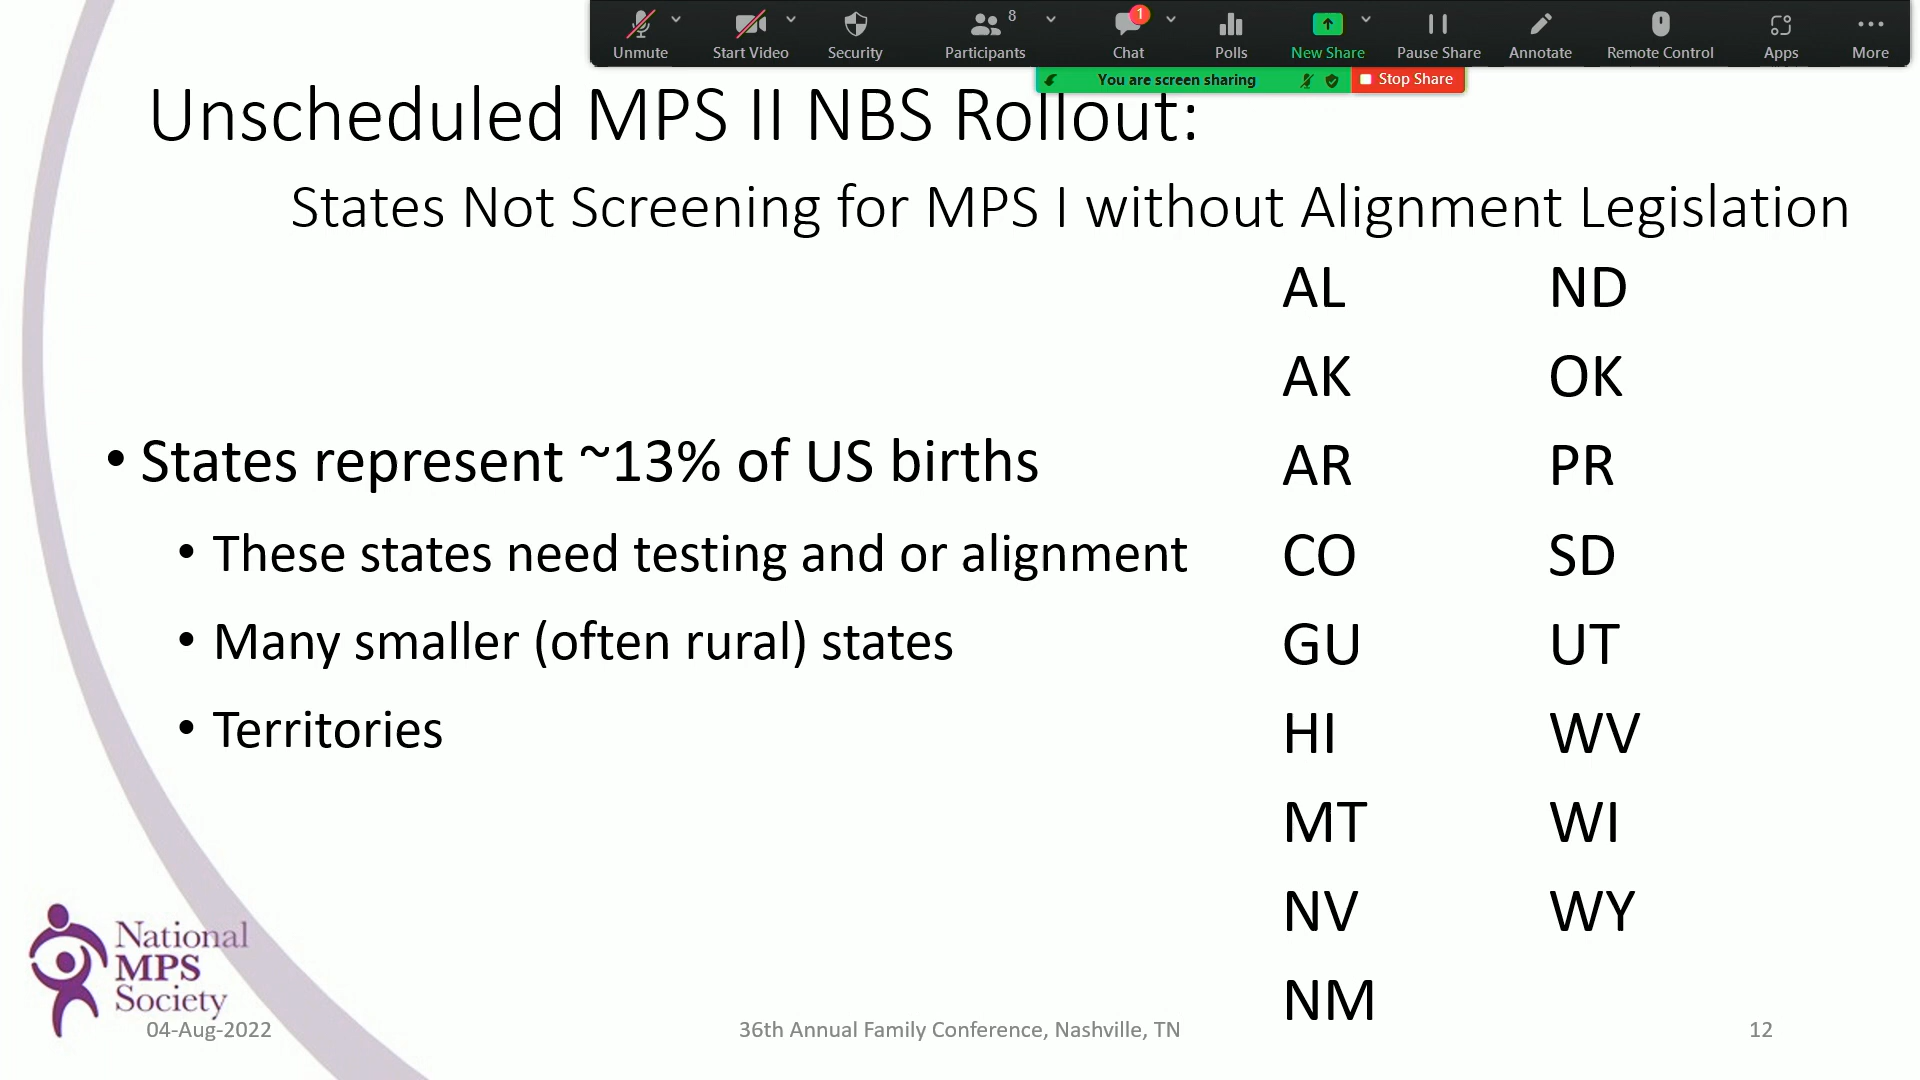 Unmute
Start Video
Security
Participants
8
Chat
1
Polls
New Share
Pause Share
Annotate
Remote Control
Apps
More
You are screen sharing
Stop Share
Unscheduled MPS II NBS Rollout:
States Not Screening for MPS I without Alignment Legislation
• States represent ~13% of US births
• These states need testing and or alignment
• Many smaller (often rural) states
• Territories
AL
AK
AR
CO
GU
HI
MT
NV
NM
ND
OK
PR
SD
UT
WV
WI
WY
National
MPS
Society
04-Aug-2022
36th Annual Family Conference, Nashville, TN
12